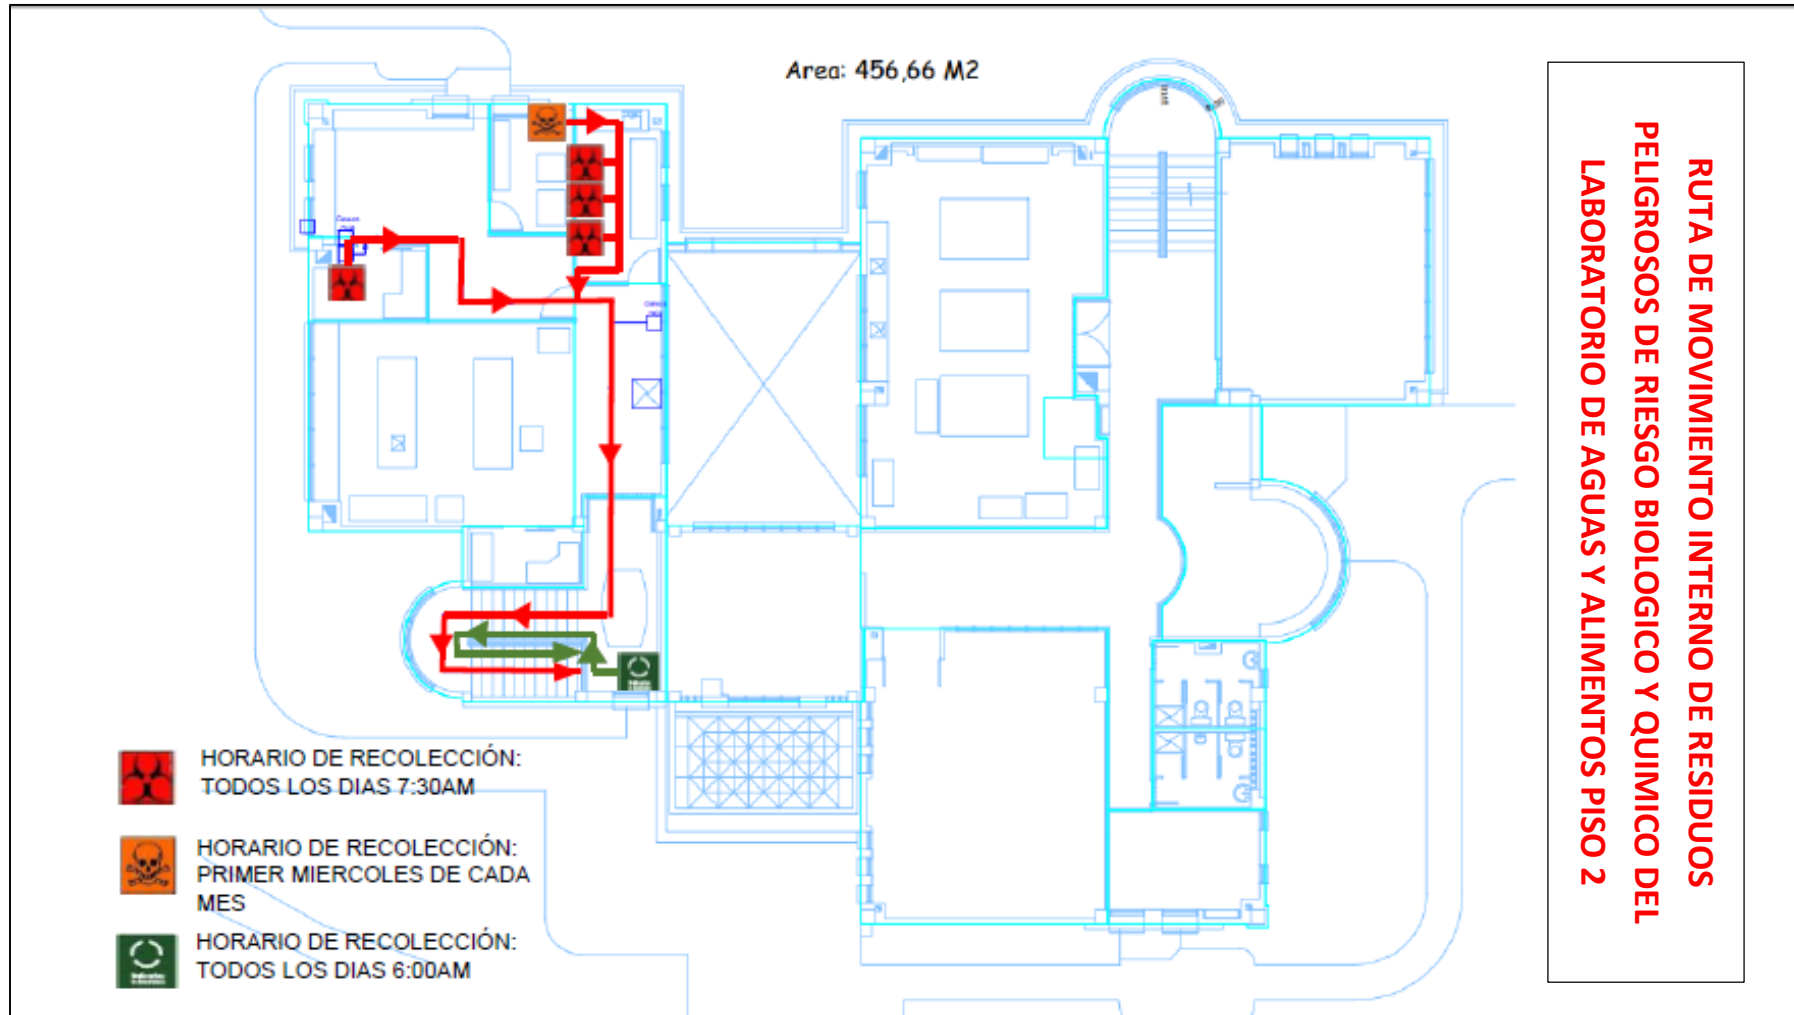 Area: 456,66 M2
RUTA DE MOVIMIENTO INTERNO DE RESIDUOS
PELIGROSOS DE RIESGO BIOLOGICO Y QUIMICO DEL
LABORATORIO DE AGUAS Y ALIMENTOS PISO 2
HORARIO DE RECOLECCIÓN:
TODOS LOS DIAS 7:30AM
HORARIO DE RECOLECCIÓN:
PRIMER MIERCOLES DE CADA
MES
HORARIO DE RECOLECCIÓN:
TODOS LOS DIAS 6:00AM